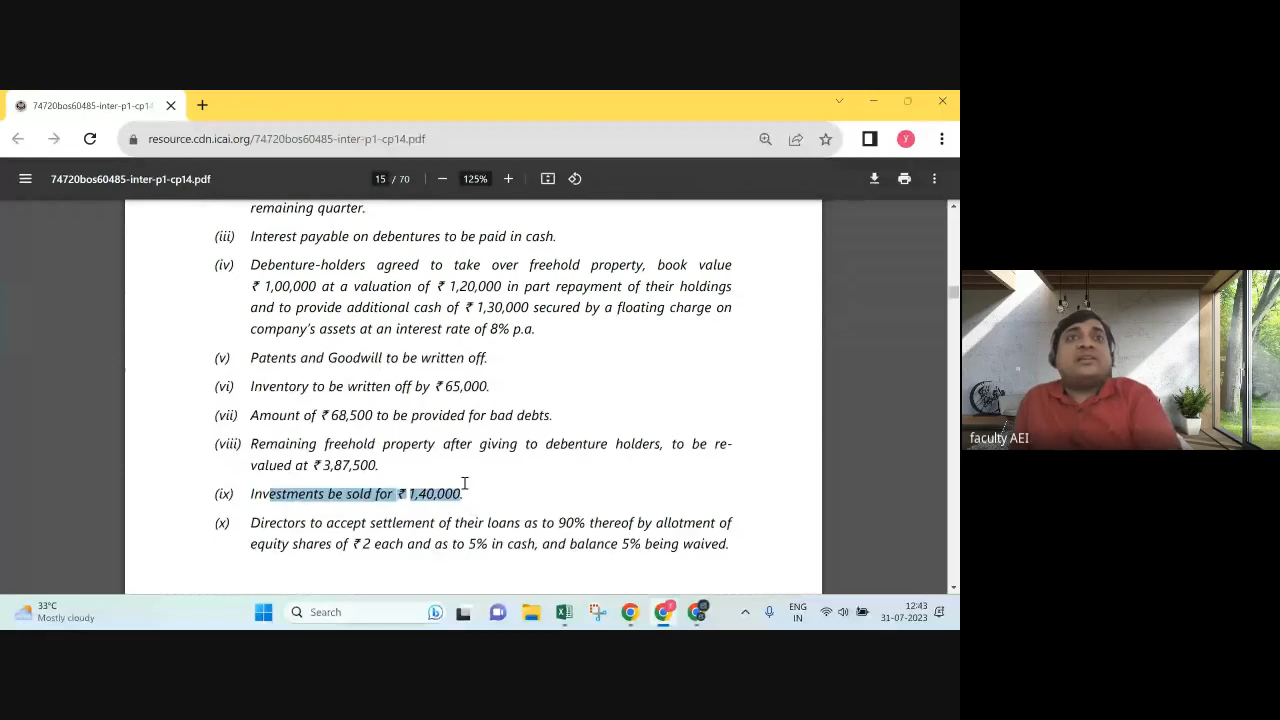 74720bos60485-inter-p1-cp14
resource.cdn.icai.org/74720bos60485-inter-p1-cp14.pdf
y
74720bos60485-inter-p1-cp14.pdf
15 / 70
125%
remaining quarter.
(iii) Interest payable on debentures to be paid in cash.
(iv) Debenture-holders agreed to take over freehold property, book value
₹ 1,00,000 at a valuation of ₹ 1,20,000 in part repayment of their holdings
and to provide additional cash of ₹ 1,30,000 secured by a floating charge on
company's assets at an interest rate of 8% p.a.
(v) Patents and Goodwill to be written off.
(vi) Inventory to be written off by ₹ 65,000.
(vii) Amount of ₹ 68,500 to be provided for bad debts.
(viii) Remaining freehold property after giving to debenture holders, to be re-
valued at ₹ 3,87,500.
(ix) Investments be sold for ₹ 1,40,000.
(x) Directors to accept settlement of their loans as to 90% thereof by allotment of
equity shares of ₹ 2 each and as to 5% in cash, and balance 5% being waived.
faculty AEI
33°C
Mostly cloudy
Search
ENG
IN
12:43
31-07-2023